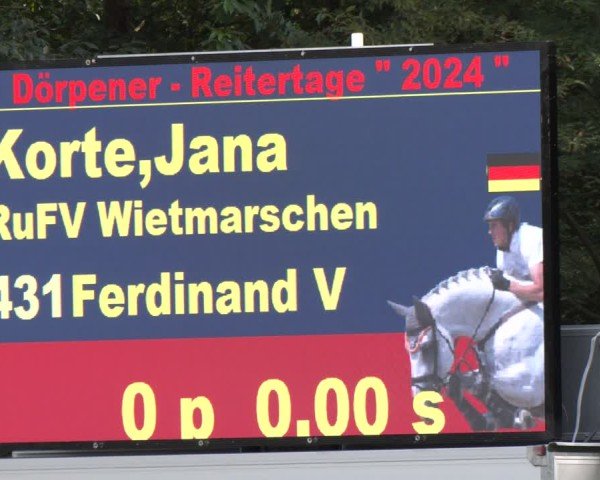 Dörpener - Reitertage " 2024 "
Korte,Jana
RuFV Wietmarschen
431 Ferdinand V
0 p 0.00 s